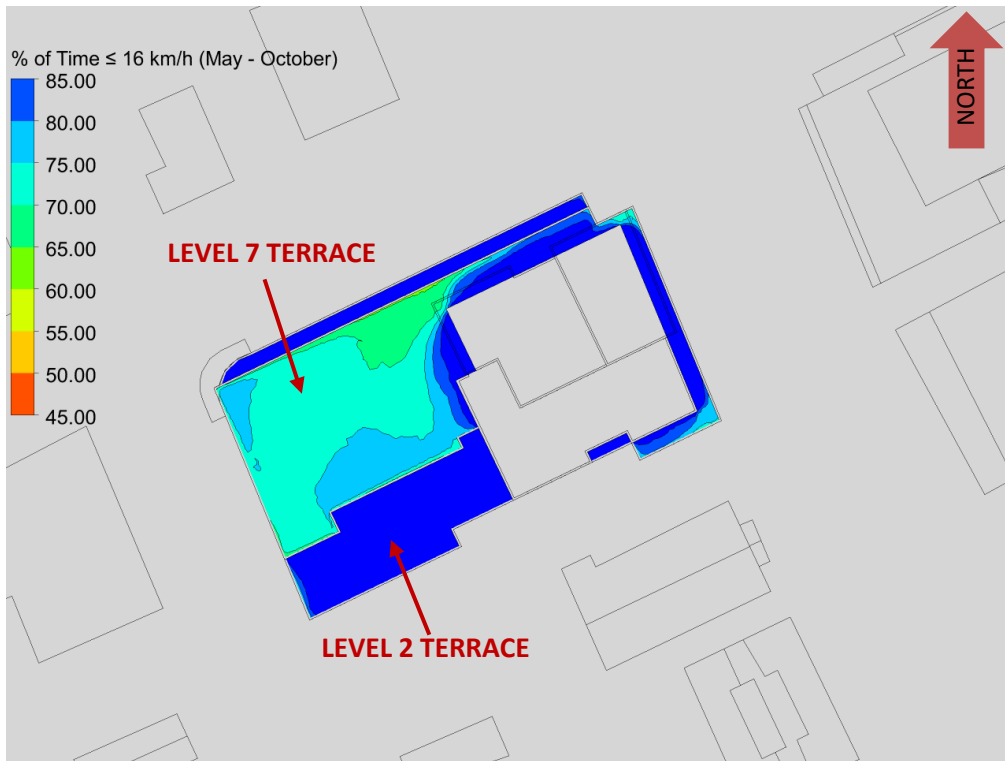 % of Time ≤ 16 km/h (May - October)
85.00
80.00
75.00
70.00
65.00
60.00
55.00
50.00
45.00
NORTH
LEVEL 7 TERRACE
LEVEL 2 TERRACE